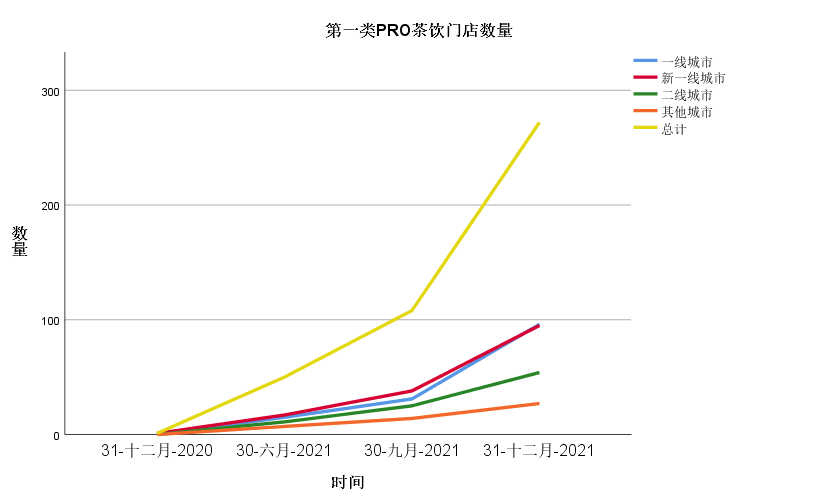 第一类PRO茶饮门店数量
一线城市
新一线城市
二线城市
其他城市
总计
300
200
100
0
数量
31-十二月-2020
30-六月-2021
30-九月-2021
31-十二月-2021
时间